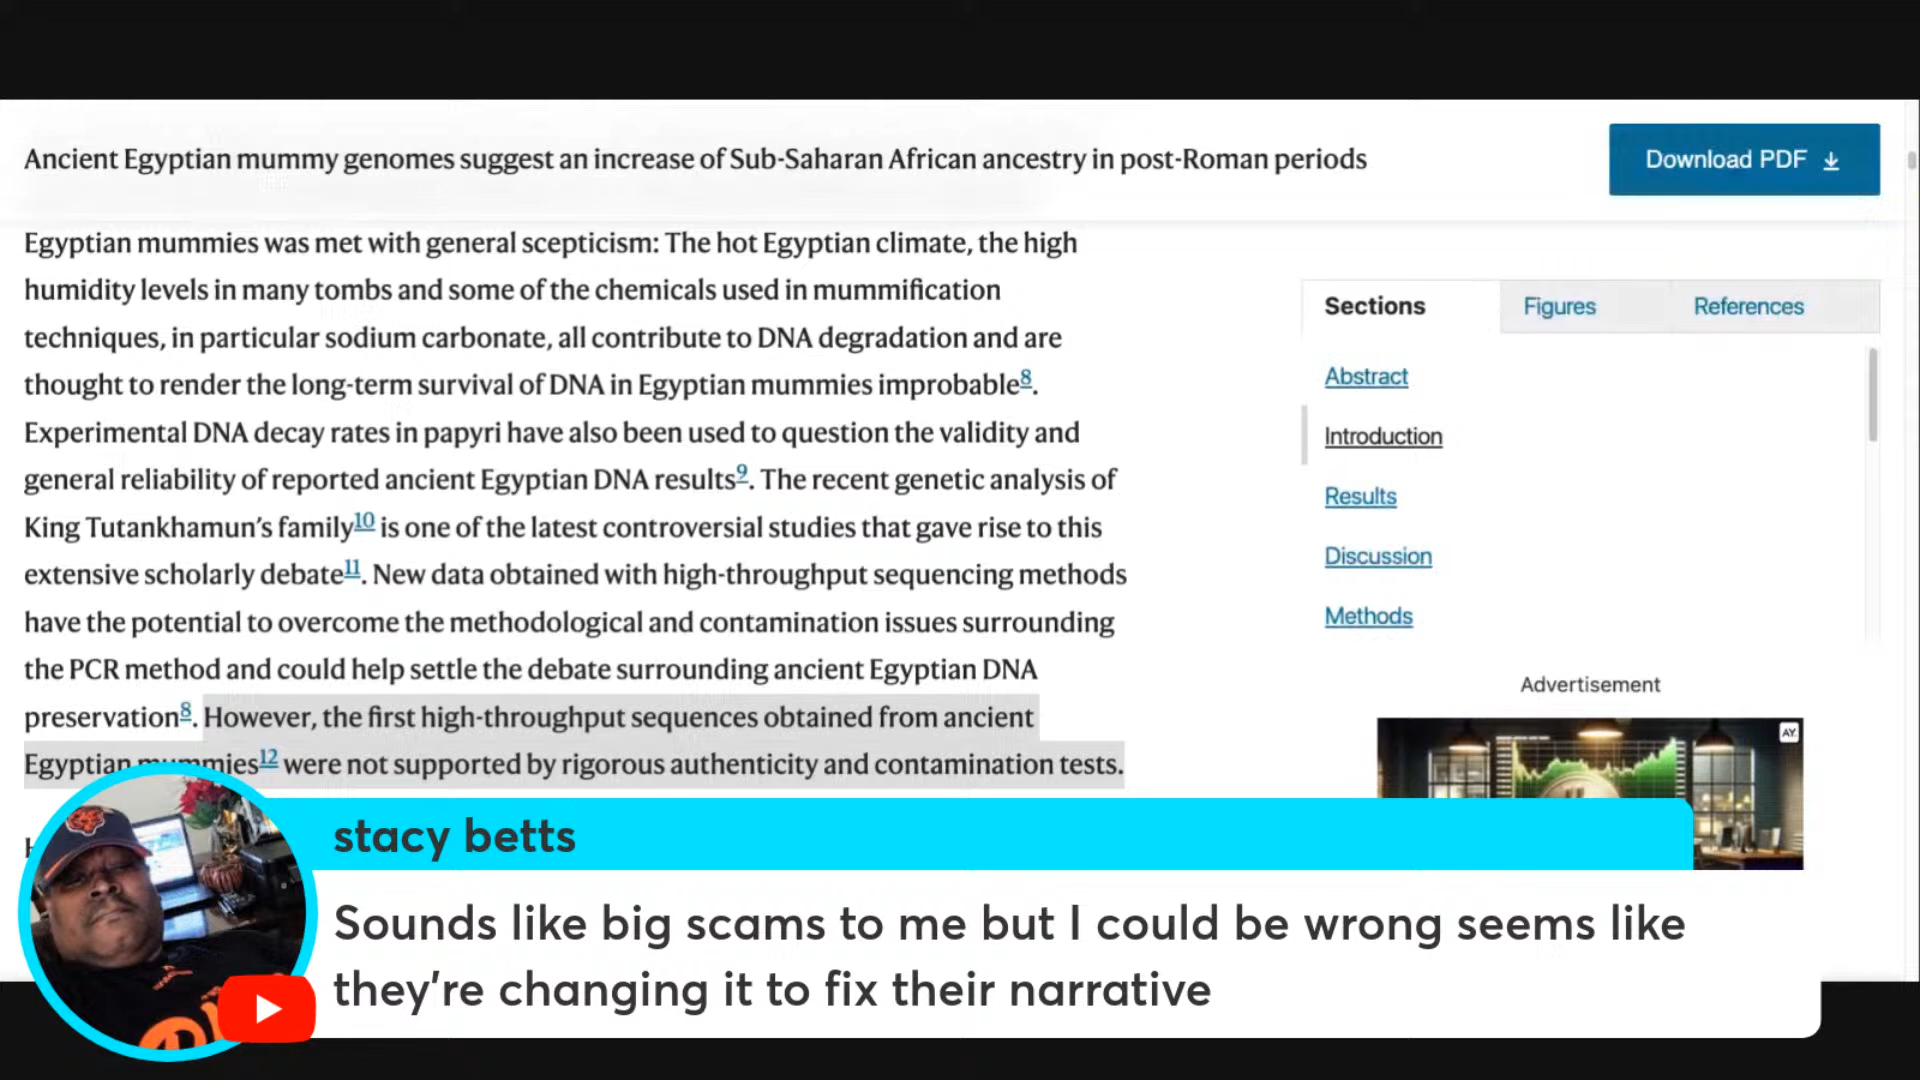 Ancient Egyptian mummy genomes suggest an increase of Sub-Saharan African ancestry in post-Roman periods
Download PDF
Egyptian mummies was met with general scepticism: The hot Egyptian climate, the high
humidity levels in many tombs and some of the chemicals used in mummification
techniques, in particular sodium carbonate, all contribute to DNA degradation and are
thought to render the long-term survival of DNA in Egyptian mummies improbable8.
Experimental DNA decay rates in papyri have also been used to question the validity and
general reliability of reported ancient Egyptian DNA results9. The recent genetic analysis of
King Tutankhamun's family10 is one of the latest controversial studies that gave rise to this
extensive scholarly debate11. New data obtained with high-throughput sequencing methods
have the potential to overcome the methodological and contamination issues surrounding
the PCR method and could help settle the debate surrounding ancient Egyptian DNA
preservation8. However, the first high-throughput sequences obtained from ancient
Egyptian mummies12 were not supported by rigorous authenticity and contamination tests.
Sections
Figures
References
Abstract
Introduction
Results
Discussion
Methods
Advertisement
AY
stacy betts
Sounds like big scams to me but I could be wrong seems like
they're changing it to fix their narrative